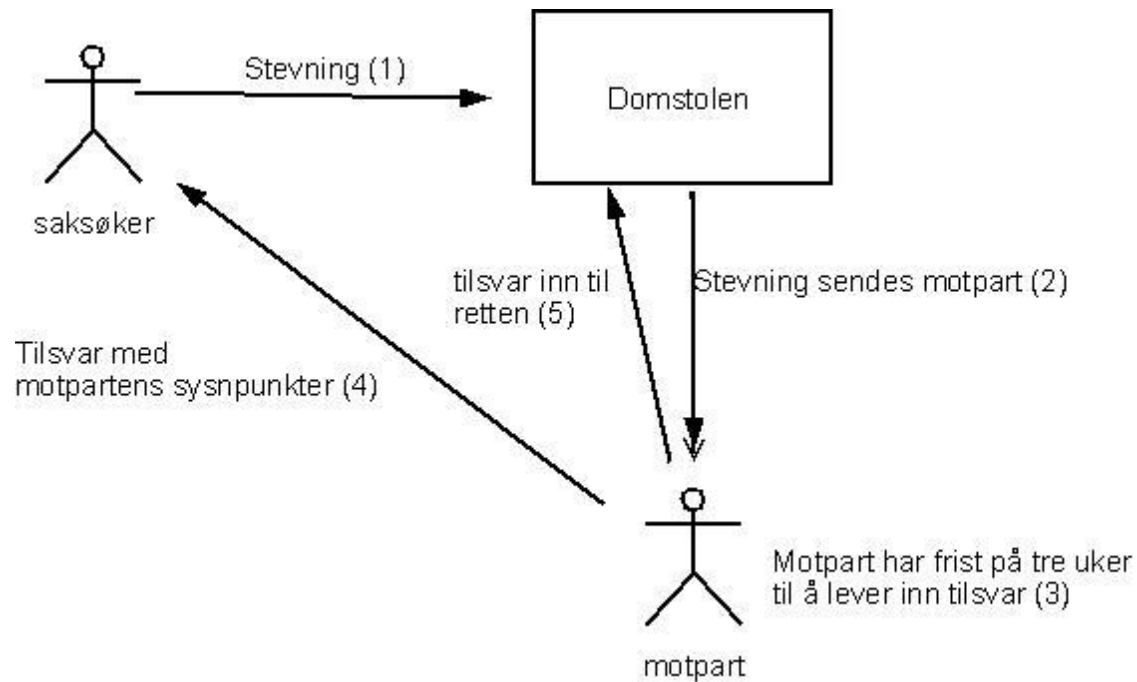 Stevning (1)
Domstolen
saksøker
tilsvar inn til
retten (5)
Stevning sendes motpart (2)
Tilsvar med
motpartens sysnpunkter (4)
Motpart har frist på tre uker
til å lever inn tilsvar (3)
motpart